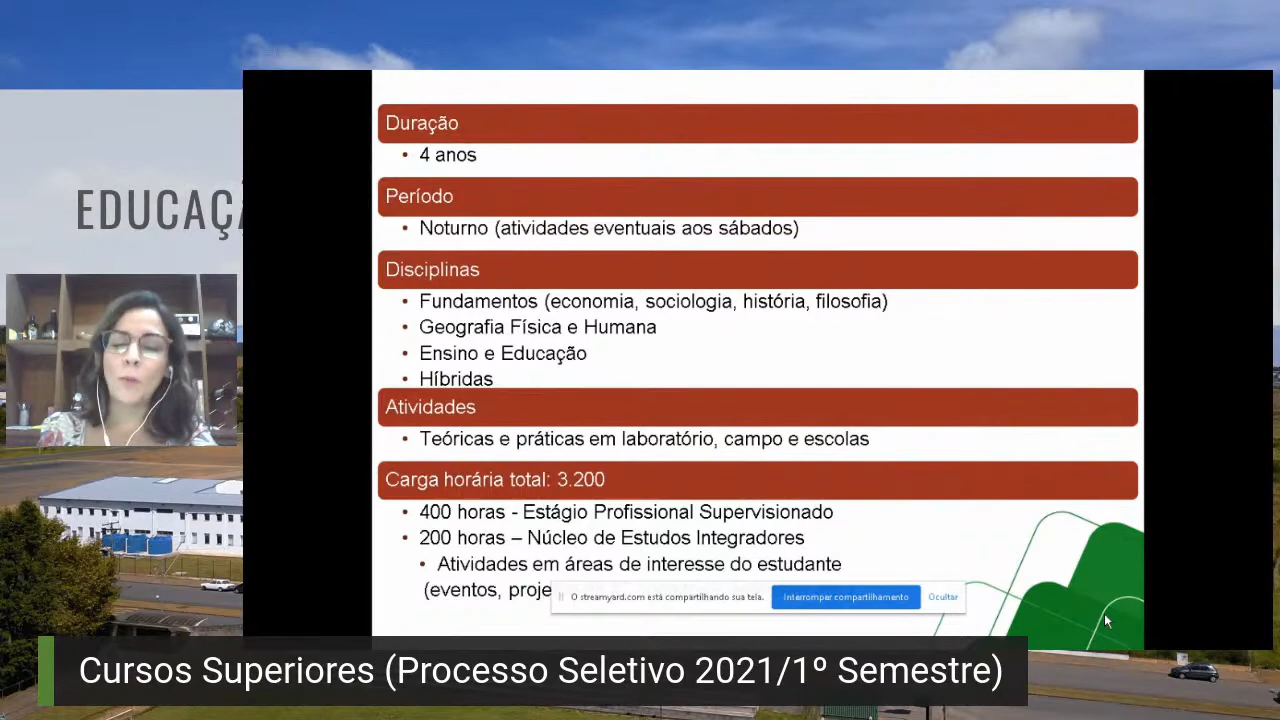 EDUCAÇ
Duração
• 4 anos
Período
• Noturno (atividades eventuais aos sábados)
Disciplinas
• Fundamentos (economia, sociologia, história, filosofia)
• Geografia Física e Humana
• Ensino e Educação
• Híbridas
Atividades
• Teóricas e práticas em laboratório, campo e escolas
Carga horária total: 3.200
• 400 horas - Estágio Profissional Supervisionado
• 200 horas – Núcleo de Estudos Integradores
• Atividades em áreas de interesse do estudante
(eventos, proje
O streamyard.com está compartilhando sua tela. Interromper compartilhamento Ocultar
Cursos Superiores (Processo Seletivo 2021/1º Semestre)